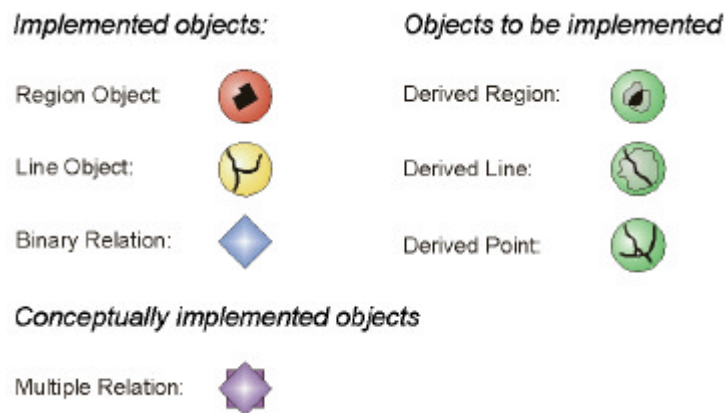 Implemented objects:
Region Object:
Line Object:
Binary Relation:
Objects to be implemented
Derived Region:
Derived Line:
Derived Point:
Conceptually implemented objects
Multiple Relation: